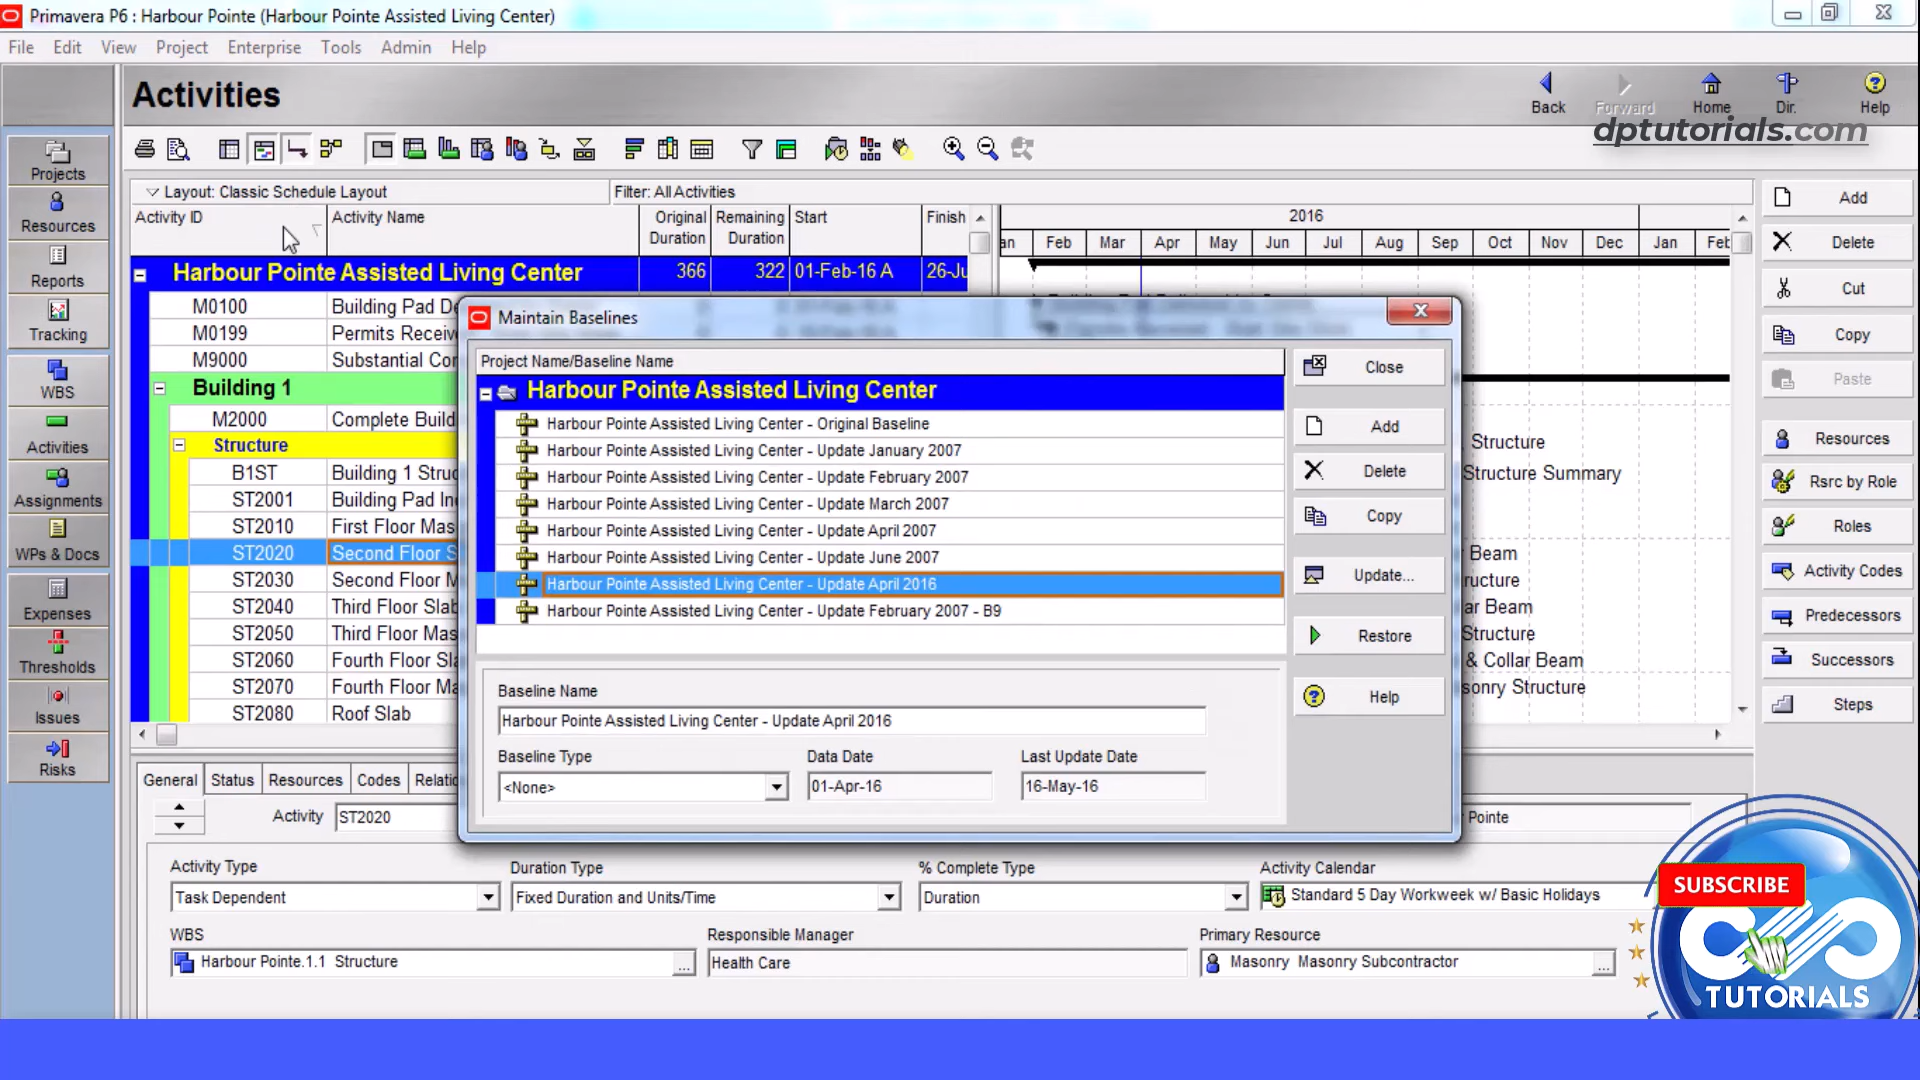 Primavera P6 : Harbour Pointe (Harbour Pointe Assisted Living Center)
File Edit View Project Enterprise Tools Admin Help
Activities
Back Forward Home Dir. Help
dptutorials.com
Projects
Resources
Reports
Tracking
WBS
Activities
Assignments
WPs & Docs
Expenses
Thresholds
Issues
Risks
Layout: Classic Schedule Layout Filter: All Activities
Activity ID Activity Name Original Duration Remaining Duration Start Finish
2016
Feb Mar Apr May Jun Jul Aug Sep Oct Nov Dec Jan
Harbour Pointe Assisted Living Center 366 322 01-Feb-16 A 26-Ju
M0100 Building Pad De
M0199 Permits Receive
M9000 Substantial Cor
Building 1
M2000 Complete Build
Structure
B1ST Building 1 Struc
ST2001 Building Pad In
ST2010 First Floor Mas
ST2020 Second Floor S
ST2030 Second Floor M
ST2040 Third Floor Slab
ST2050 Third Floor Mas
ST2060 Fourth Floor Sla
ST2070 Fourth Floor Ma
ST2080 Roof Slab
Structure
Structure Summary
Beam
ructure
ar Beam
Structure
& Collar Beam
sonry Structure
Maintain Baselines
Project Name/Baseline Name
Harbour Pointe Assisted Living Center
Harbour Pointe Assisted Living Center - Original Baseline
Harbour Pointe Assisted Living Center - Update January 2007
Harbour Pointe Assisted Living Center - Update February 2007
Harbour Pointe Assisted Living Center - Update March 2007
Harbour Pointe Assisted Living Center - Update April 2007
Harbour Pointe Assisted Living Center - Update June 2007
Harbour Pointe Assisted Living Center - Update April 2016
Harbour Pointe Assisted Living Center - Update February 2007 - B9
Close
Add
Delete
Copy
Update...
Restore
Help
Baseline Name
Harbour Pointe Assisted Living Center - Update April 2016
Baseline Type Data Date Last Update Date
<None> 01-Apr-16 16-May-16
Add
Delete
Cut
Copy
Paste
Resources
Rsrc by Role
Roles
Activity Codes
Predecessors
Successors
Steps
General Status Resources Codes Relati
Activity ST2020 Pointe
Activity Type Duration Type % Complete Type Activity Calendar
Task Dependent Fixed Duration and Units/Time Duration Standard 5 Day Workweek w/ Basic Holidays
WBS Responsible Manager Primary Resource
Harbour Pointe.1.1 Structure ... Health Care Masonry Masonry Subcontractor ...
SUBSCRIBE
TUTORIALS